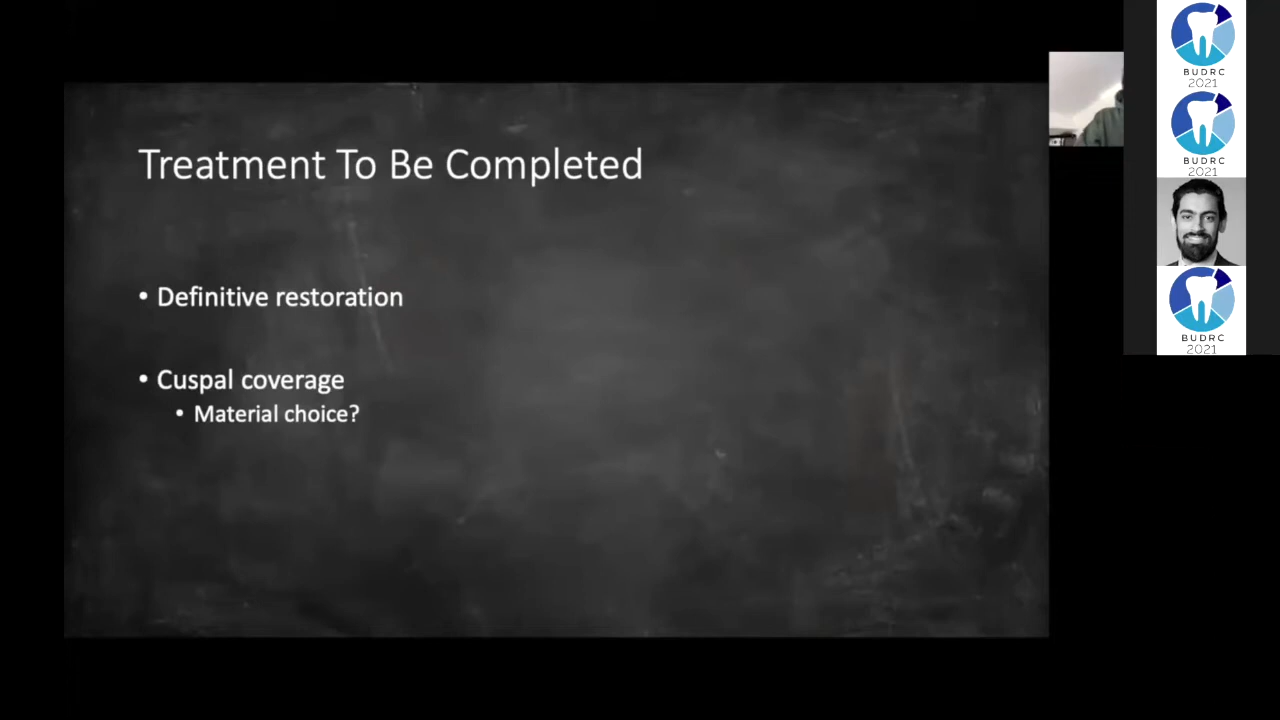 Treatment To Be Completed
• Definitive restoration
• Cuspal coverage
• Material choice?
BUDRC
2021
BUDRC
2021
BUDRC
2021